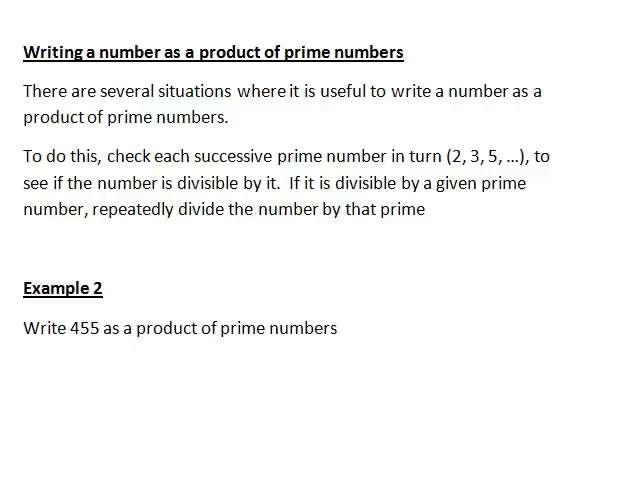 Writing a number as a product of prime numbers
There are several situations where it is useful to write a number as a
product of prime numbers.
To do this, check each successive prime number in turn (2, 3, 5, …), to
see if the number is divisible by it.  If it is divisible by a given prime
number, repeatedly divide the number by that prime
Example 2
Write 455 as a product of prime numbers